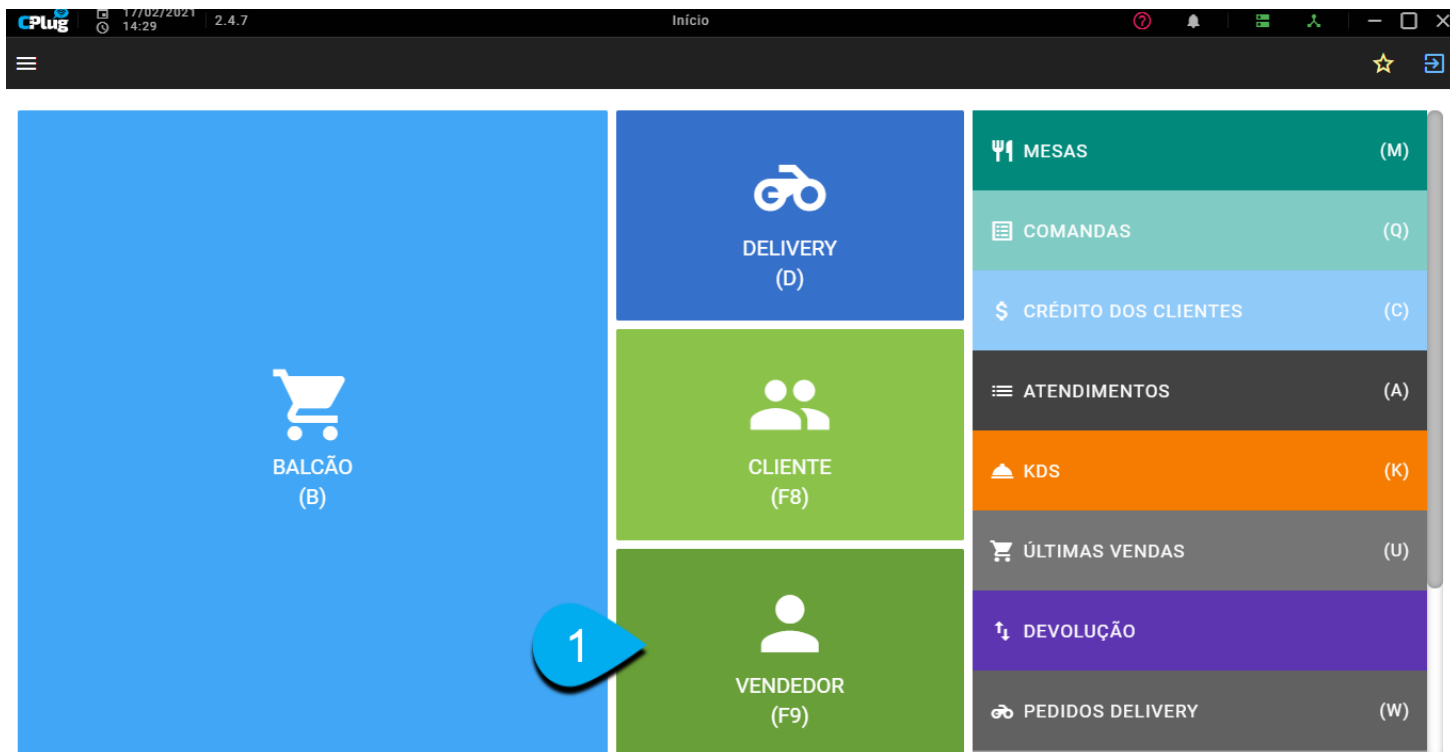 CPlug
17/02/2021
14:29
2.4.7
Início
BALCÃO
(B)
DELIVERY
(D)
CLIENTE
(F8)
1
VENDEDOR
(F9)
MESAS (M)
COMANDAS (Q)
CRÉDITO DOS CLIENTES (C)
ATENDIMENTOS (A)
KDS (K)
ÚLTIMAS VENDAS (U)
DEVOLUÇÃO
PEDIDOS DELIVERY (W)